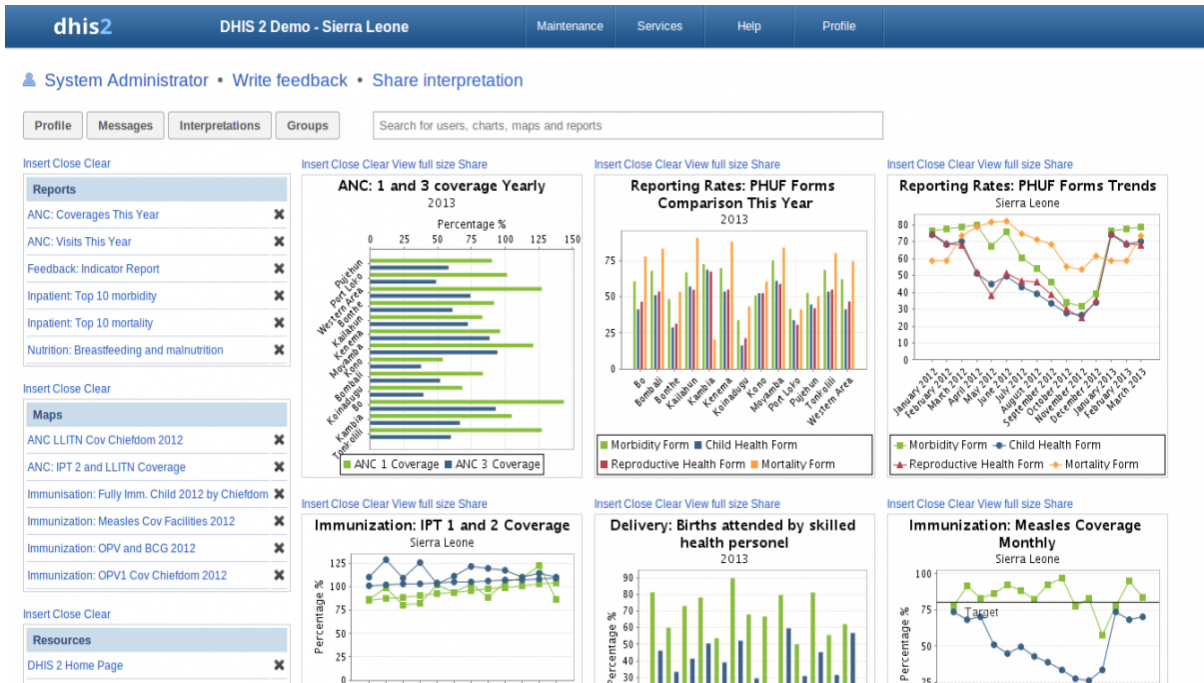 dhis2
DHIS 2 Demo - Sierra Leone
Maintenance
Services
Help
Profile
System Administrator • Write feedback • Share interpretation
Profile
Messages
Interpretations
Groups
Search for users, charts, maps and reports
Insert Close Clear
Reports
ANC: Coverages This Year
ANC: Visits This Year
Feedback: Indicator Report
Inpatient: Top 10 morbidity
Inpatient: Top 10 mortality
Nutrition: Breastfeeding and malnutrition
Insert Close Clear
Maps
ANC LLITN Cov Chiefdom 2012
ANC: IPT 2 and LLITN Coverage
Immunisation: Fully Imm. Child 2012 by Chiefdom
Immunization: Measles Cov Facilities 2012
Immunization: OPV and BCG 2012
Immunization: OPV1 Cov Chiefdom 2012
Insert Close Clear
Resources
DHIS 2 Home Page
Insert Close Clear View full size Share
ANC: 1 and 3 coverage Yearly
2013
Percentage %
0 25 50 75 100 125 150
Pujehun
Port Loko
Western Area
Bonthe
Kailahun
Kenema
Moyamba
Kono
Bombali
Koinadugu
Bo
Kambia
Tonkolili
ANC 1 Coverage ANC 3 Coverage
Insert Close Clear View full size Share
Reporting Rates: PHUF Forms
Comparison This Year
2013
75
50
25
0
Bo
Bombali
Bonthe
Kailahun
Kambia
Kenema
Koinadugu
Kono
Moyamba
Port Loko
Pujehun
Tonkolili
Western Area
Morbidity Form Child Health Form
Reproductive Health Form Mortality Form
Insert Close Clear View full size Share
Reporting Rates: PHUF Forms Trends
Sierra Leone
80
70
60
50
40
30
20
10
0
January 2012
February 2012
March 2012
April 2012
May 2012
June 2012
July 2012
August 2012
September 2012
October 2012
November 2012
December 2012
January 2013
February 2013
March 2013
Morbidity Form Child Health Form
Reproductive Health Form Mortality Form
Insert Close Clear View full size Share
Immunization: IPT 1 and 2 Coverage
Sierra Leone
Percentage %
125
100
75
50
25
0
Insert Close Clear View full size Share
Delivery: Births attended by skilled
health personel
2013
Percentage %
90
80
70
60
50
40
30
Insert Close Clear View full size Share
Immunization: Measles Coverage
Monthly
Sierra Leone
Percentage %
100
75
50
25
Target